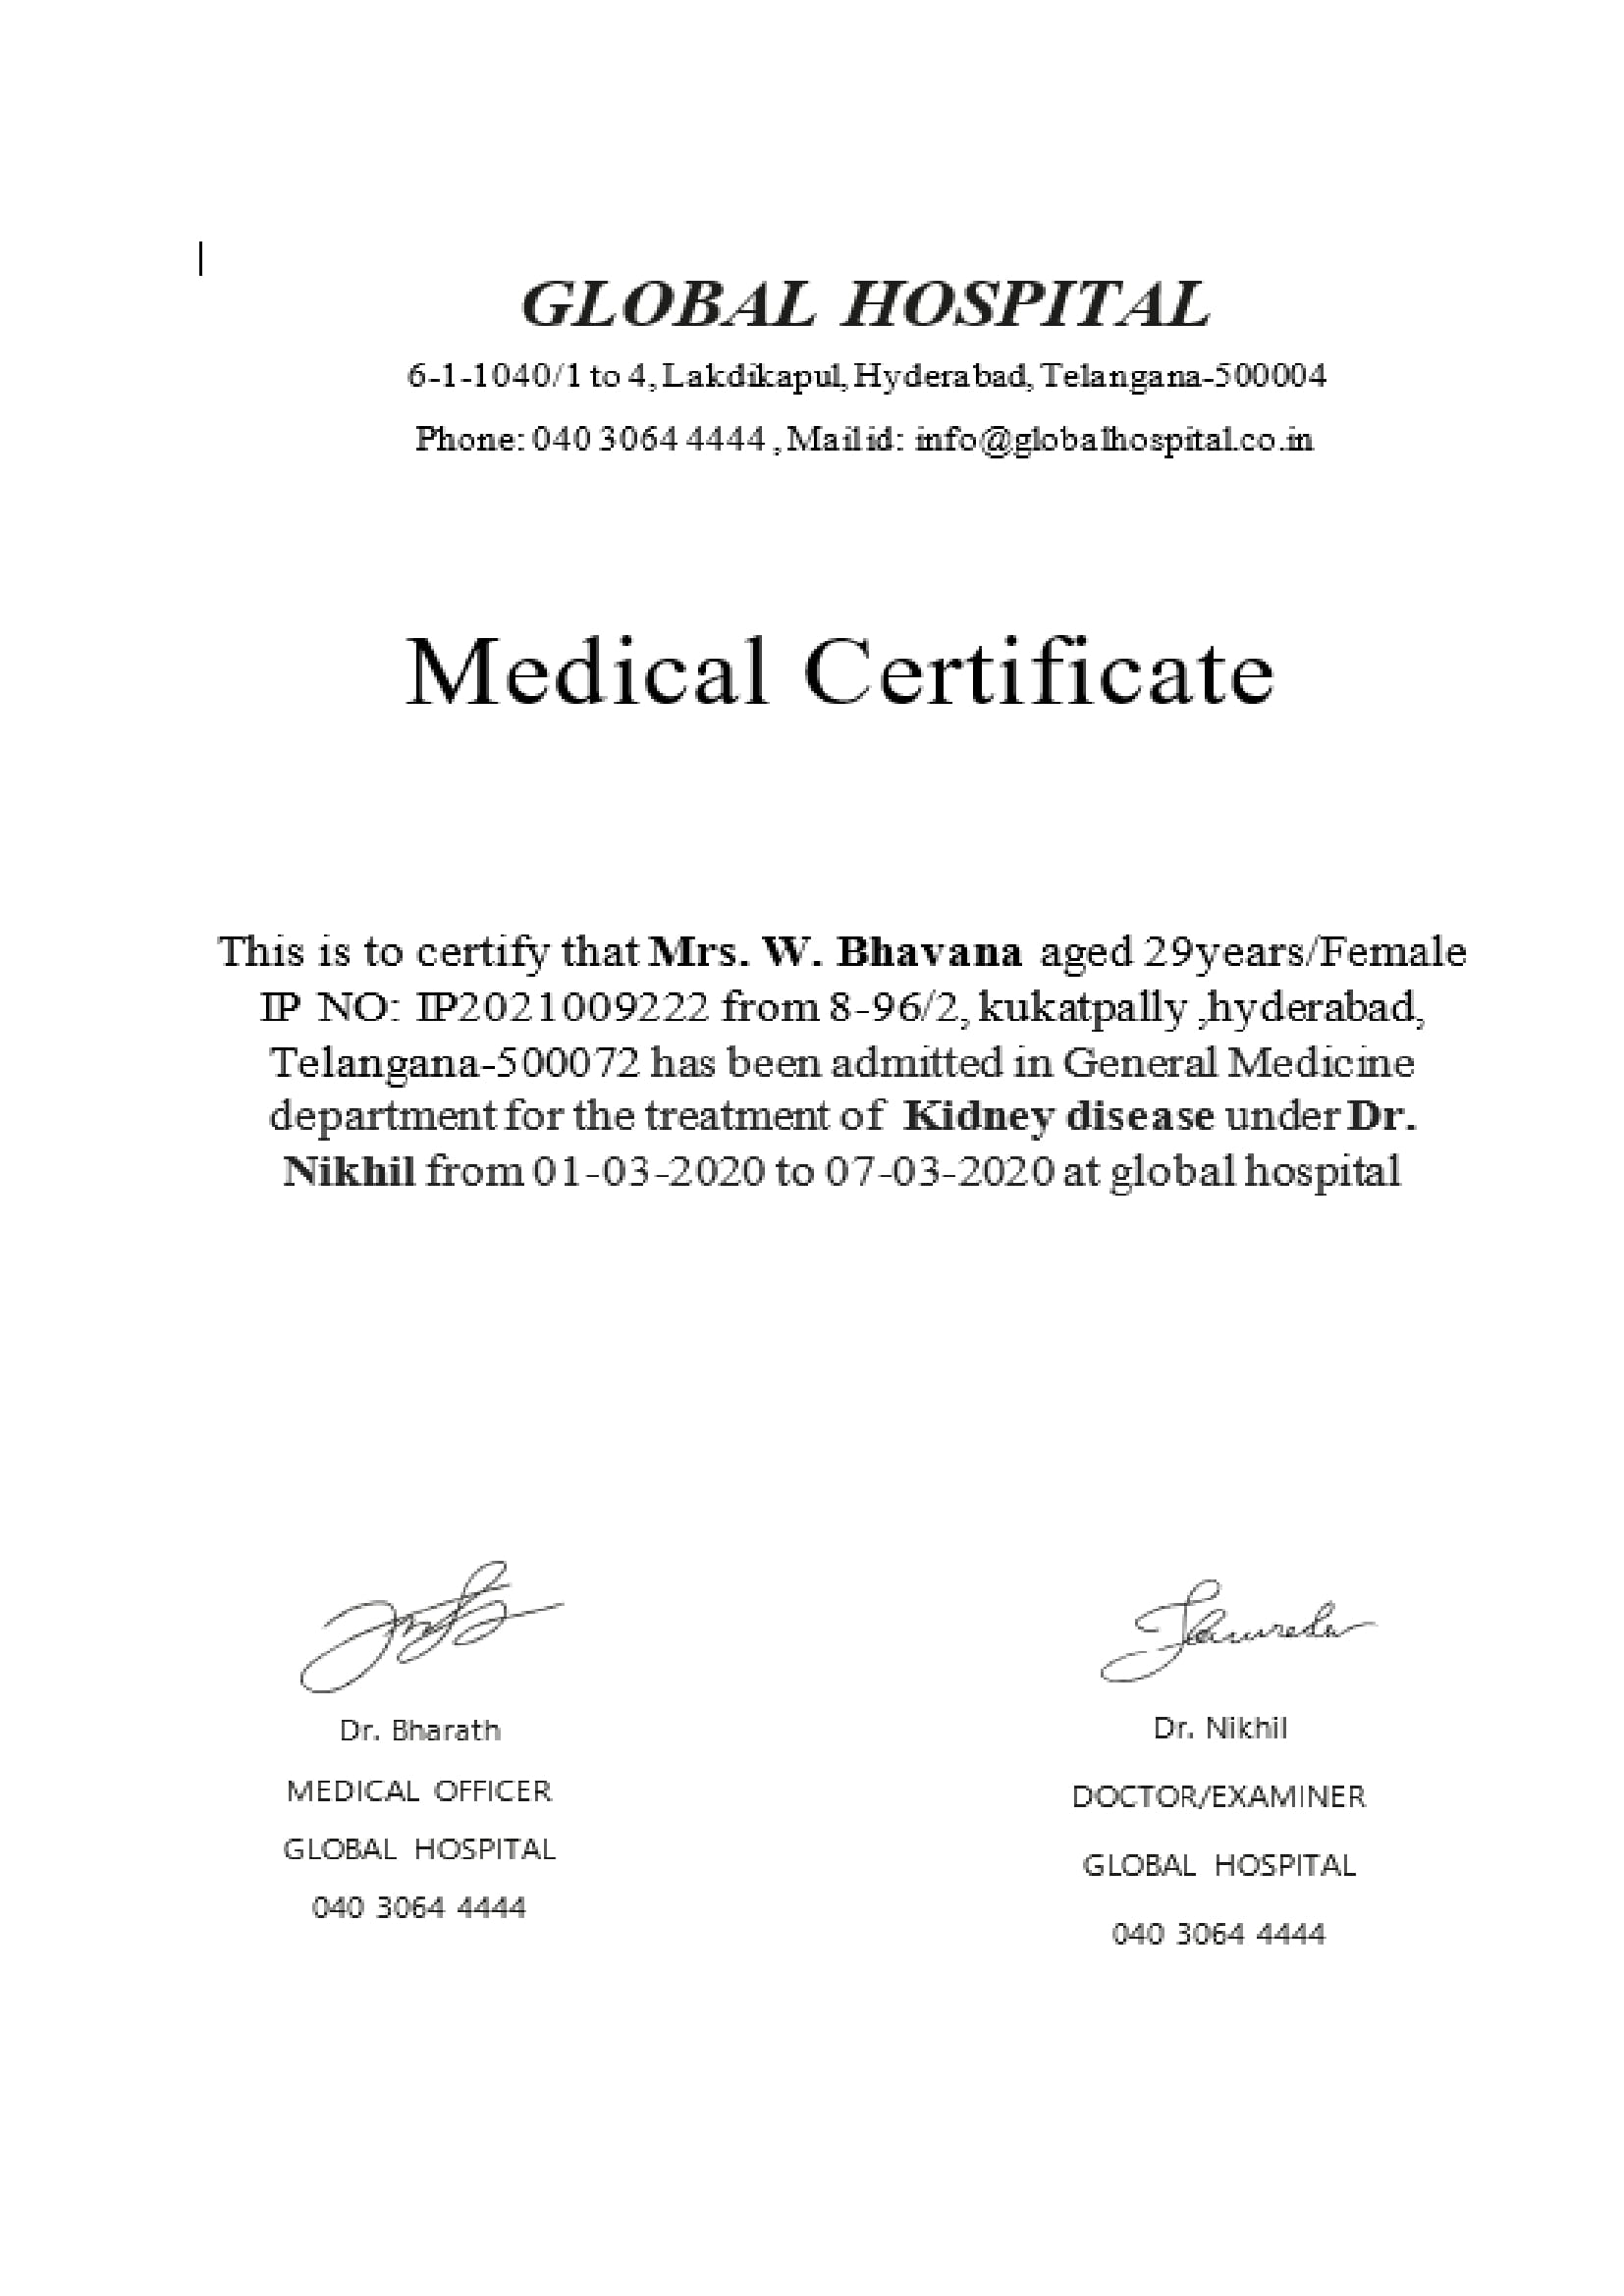 GLOBAL HOSPITAL
6-1-1040/1 to 4, Lakdikapul, Hyderabad, Telangana-500004
Phone: 040 3064 4444 , Mail id: info@globalhospital.co.in
Medical Certificate
This is to certify that Mrs. W. Bhavana aged 29years/Female
IP NO: IP2021009222 from 8-96/2, kukatpally ,hyderabad,
Telangana-500072 has been admitted in General Medicine
department for the treatment of Kidney disease under Dr.
Nikhil from 01-03-2020 to 07-03-2020 at global hospital
Dr. Bharath
MEDICAL OFFICER
GLOBAL HOSPITAL
040 3064 4444
Dr. Nikhil
DOCTOR/EXAMINER
GLOBAL HOSPITAL
040 3064 4444